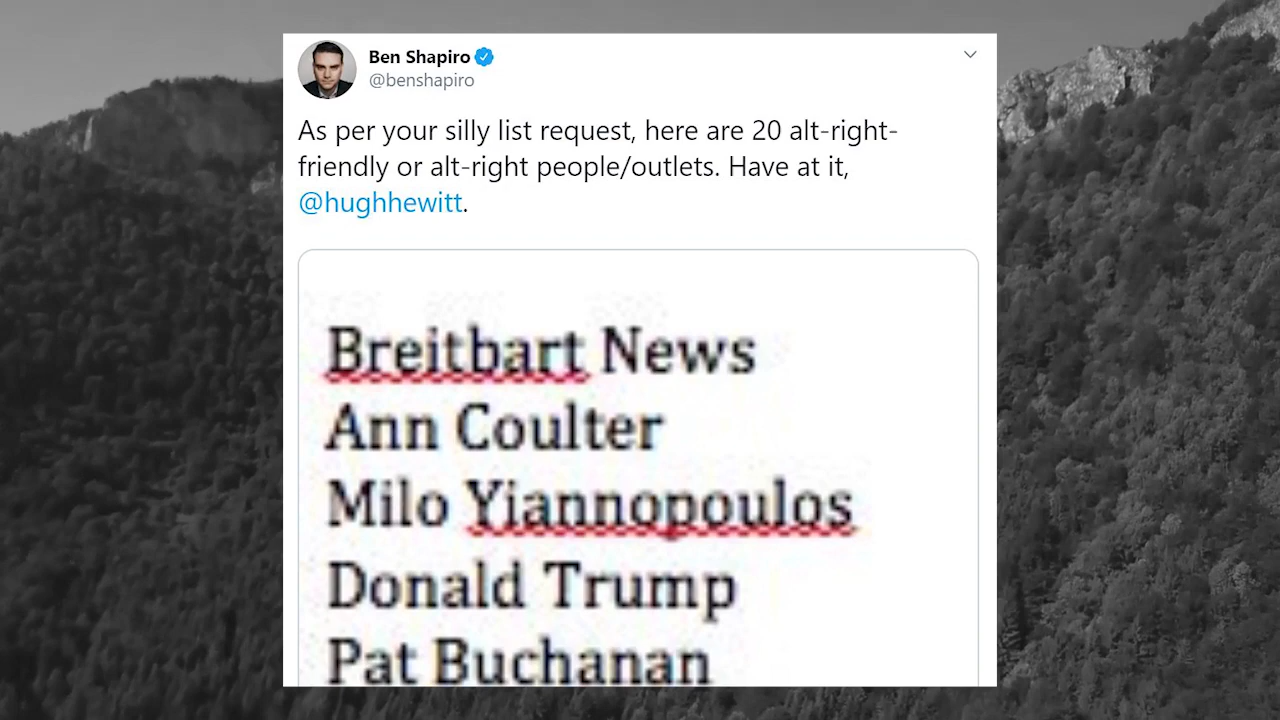 Ben Shapiro
@benshapiro
As per your silly list request, here are 20 alt-right-
friendly or alt-right people/outlets. Have at it,
@hughhewitt.
Breitbart News
Ann Coulter
Milo Yiannopoulos
Donald Trump
Pat Buchanan